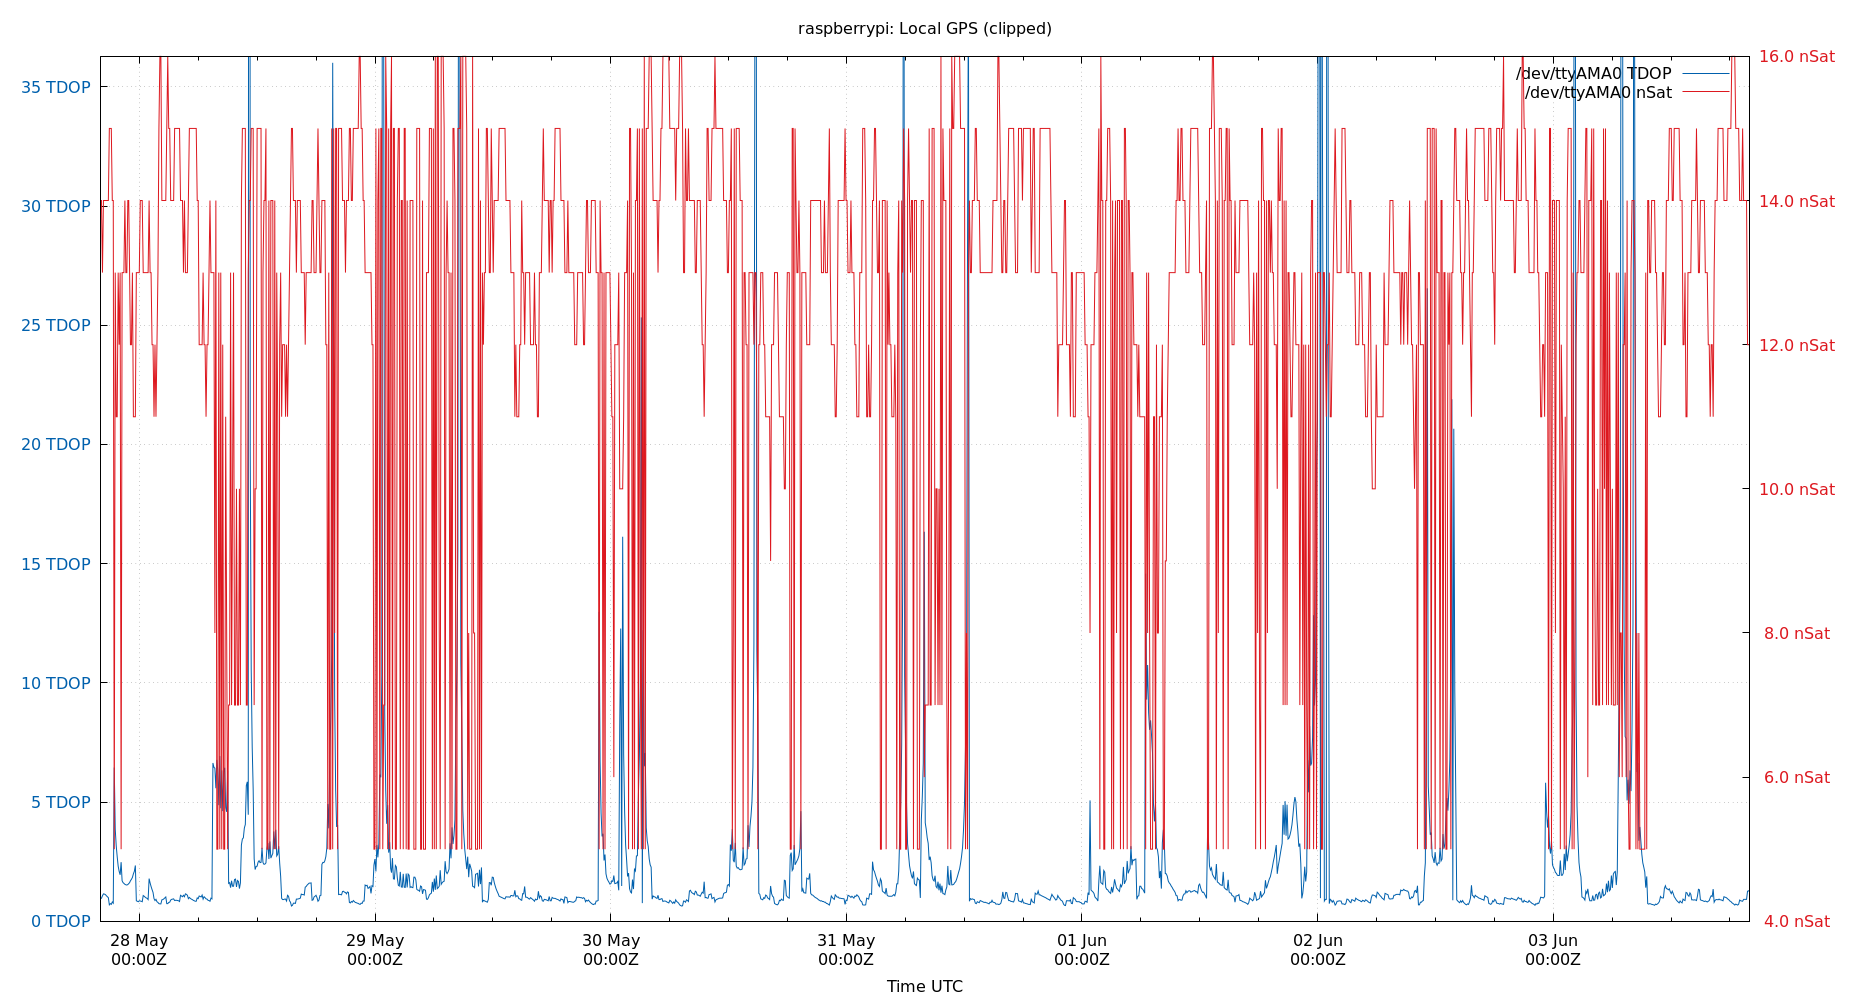 raspberrypi: Local GPS (clipped)
/dev/ttyAMA0 TDOP
/dev/ttyAMA0 nSat
35 TDOP
30 TDOP
25 TDOP
20 TDOP
15 TDOP
10 TDOP
5 TDOP
0 TDOP
16.0 nSat
14.0 nSat
12.0 nSat
10.0 nSat
8.0 nSat
6.0 nSat
4.0 nSat
28 May
00:00Z
29 May
00:00Z
30 May
00:00Z
31 May
00:00Z
01 Jun
00:00Z
02 Jun
00:00Z
03 Jun
00:00Z
Time UTC